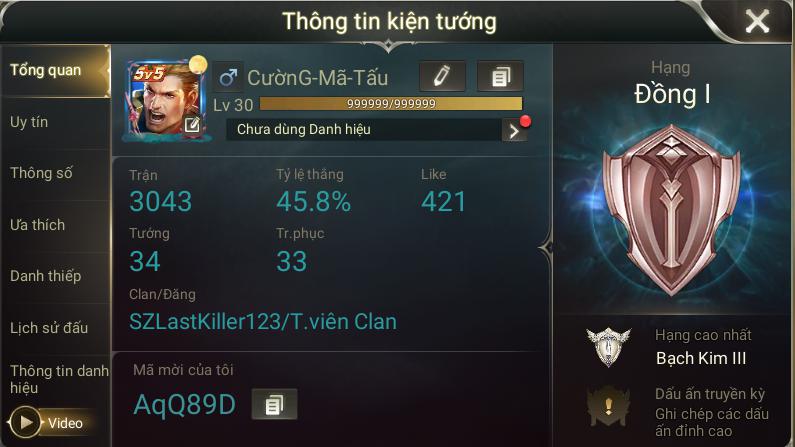 Thông tin kiện tướng
Tổng quan
Uy tín
Thông số
Ưa thích
Danh thiếp
Lịch sử đấu
Thông tin danh
hiệu
Video
5v5
CườnG-Mã-Tấu
Lv 30
999999/999999
Chưa dùng Danh hiệu
Trận
Tỷ lệ thắng
Like
3043
45.8%
421
Tướng
Tr.phục
34
33
Clan/Đăng
SZLastKiller123/T.viên Clan
Mã mời của tôi
AqQ89D
Hạng
Đồng I
Hạng cao nhất
Bạch Kim III
Dấu ấn truyền kỳ
Ghi chép các dấu
ấn đỉnh cao